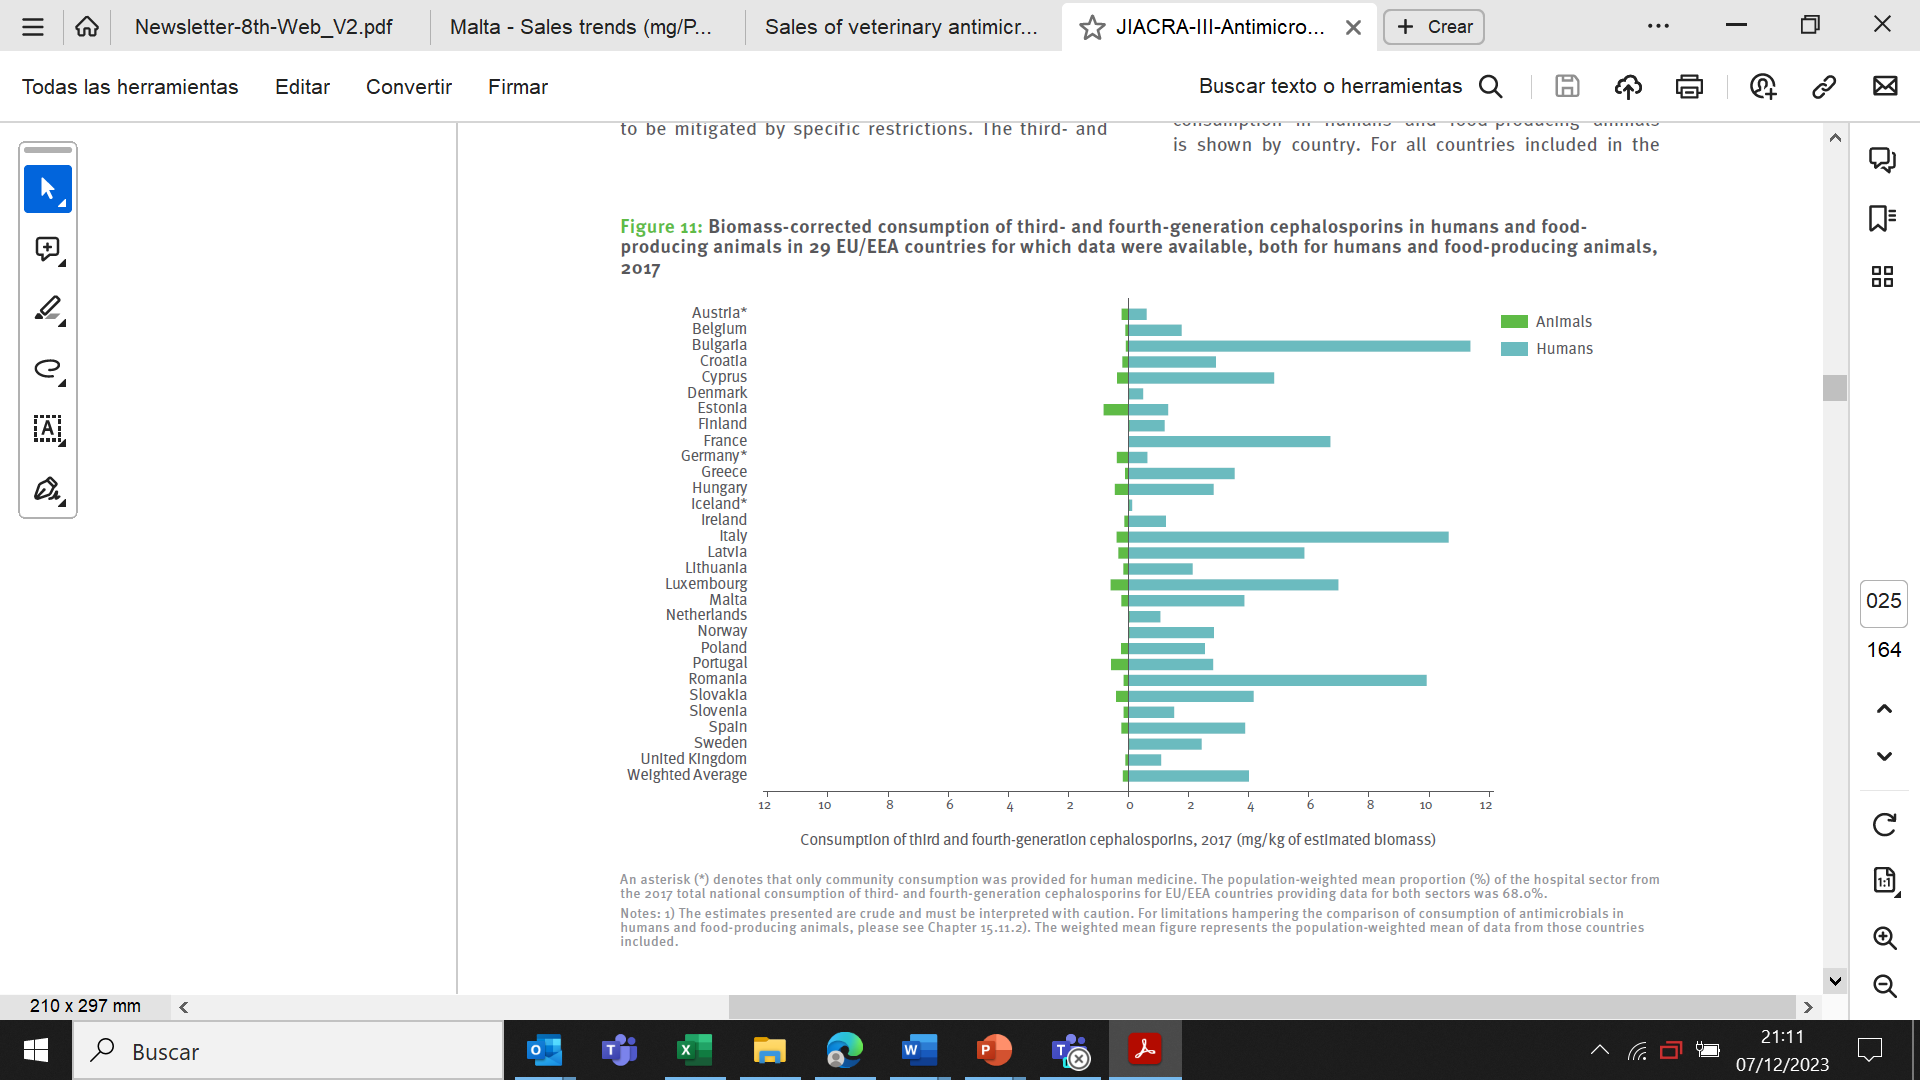 Newsletter-8th-Web_V2.pdf
Malta - Sales trends (mg/P...
Sales of veterinary antimicr...
JIACRA-III-Antimicro...
Crear
Todas las herramientas
Editar
Convertir
Firmar
Buscar texto o herramientas
to be mitigated by specific restrictions. The third- and
consumption in humans and food-producing animals
is shown by country. For all countries included in the
Figure 11: Biomass-corrected consumption of third- and fourth-generation cephalosporins in humans and food-
producing animals in 29 EU/EEA countries for which data were available, both for humans and food-producing animals,
2017
Austria*
Belgium
Bulgaria
Croatia
Cyprus
Denmark
Estonia
Finland
France
Germany*
Greece
Hungary
Iceland*
Ireland
Italy
Latvia
Lithuania
Luxembourg
Malta
Netherlands
Norway
Poland
Portugal
Romania
Slovakia
Slovenia
Spain
Sweden
United Kingdom
Weighted Average
Animals
Humans
12 10 8 6 4 2 0 2 4 6 8 10 12
Consumption of third and fourth-generation cephalosporins, 2017 (mg/kg of estimated biomass)
An asterisk (*) denotes that only community consumption was provided for human medicine. The population-weighted mean proportion (%) of the hospital sector from
the 2017 total national consumption of third- and fourth-generation cephalosporins for EU/EEA countries providing data for both sectors was 68.0%.
Notes: 1) The estimates presented are crude and must be interpreted with caution. For limitations hampering the comparison of consumption of antimicrobials in
humans and food-producing animals, please see Chapter 15.11.2). The weighted mean figure represents the population-weighted mean of data from those countries
included.
025
164
1:1
210 x 297 mm
Buscar
21:11
07/12/2023